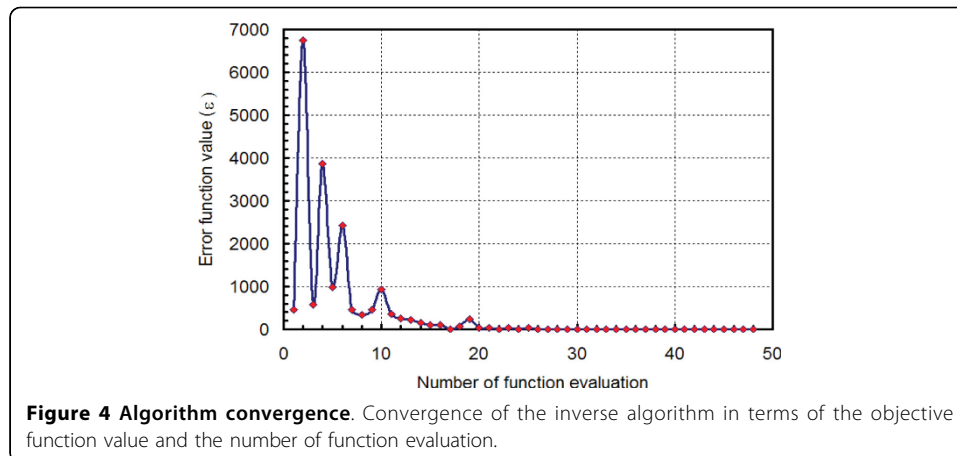 7000
6000
5000
4000
3000
2000
1000
0
Error function value (ε)
0 10 20 30 40 50
Number of function evaluation
Figure 4 Algorithm convergence. Convergence of the inverse algorithm in terms of the objective
function value and the number of function evaluation.